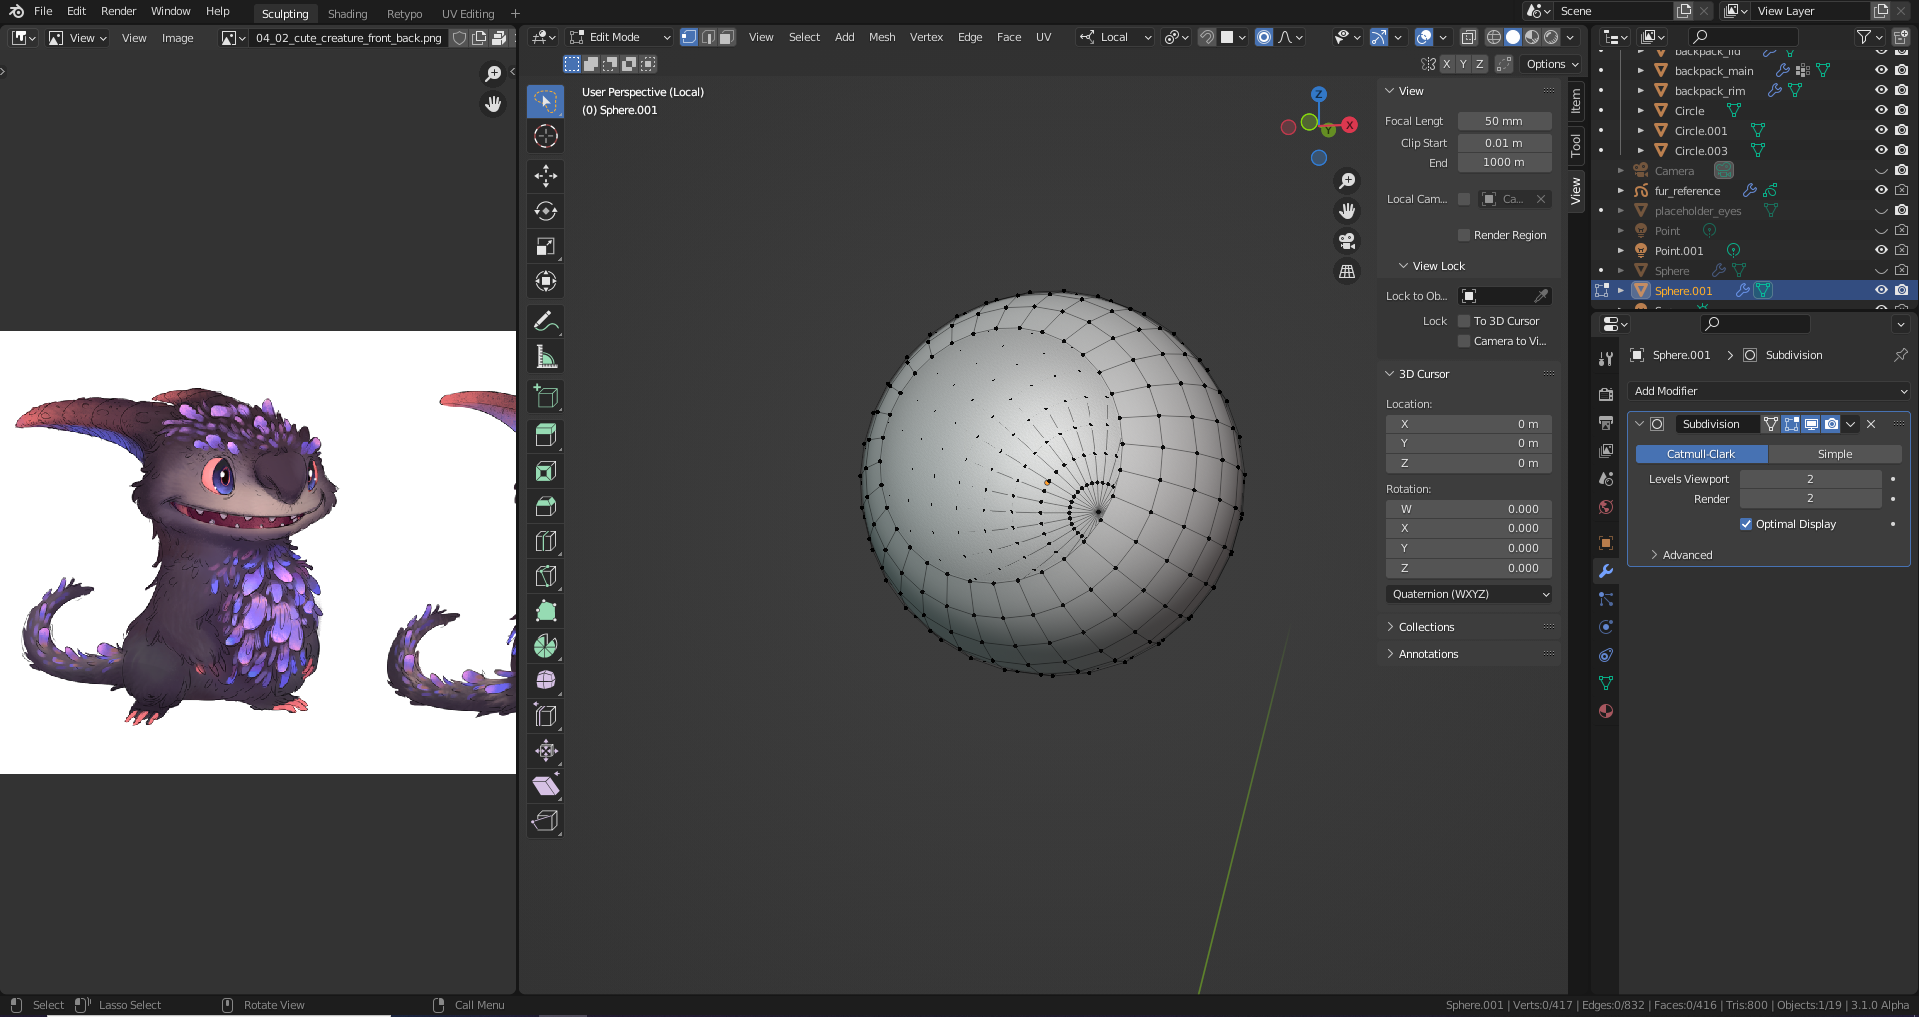 File Edit Render Window Help Sculpting Shading Retypo UV Editing + Scene View Layer
View View Image 04_02_cute_creature_front_back.png Edit Mode View Select Add Mesh Vertex Edge Face UV Local
X Y Z Options
User Perspective (Local)
(0) Sphere.001
Z
X
Y
View
Focal Lengt 50 mm
Clip Start 0.01 m
End 1000 m
Local Cam... Ca...
Render Region
View Lock
Lock to Ob...
Lock To 3D Cursor
Camera to Vi...
3D Cursor
Location:
X 0 m
Y 0 m
Z 0 m
Rotation:
W 0.000
X 0.000
Y 0.000
Z 0.000
Quaternion (WXYZ)
Collections
Annotations
Item
Tool
View
backpack_lid
backpack_main
backpack_rim
Circle
Circle.001
Circle.003
Camera
fur_reference
placeholder_eyes
Point
Point.001
Sphere
Sphere.001
Sphere.001 > Subdivision
Add Modifier
Subdivision
Catmull-Clark Simple
Levels Viewport 2
Render 2
Optimal Display
Advanced
Select Lasso Select Rotate View Call Menu Sphere.001 | Verts:0/417 | Edges:0/832 | Faces:0/416 | Tris:800 | Objects:1/19 | 3.1.0 Alpha